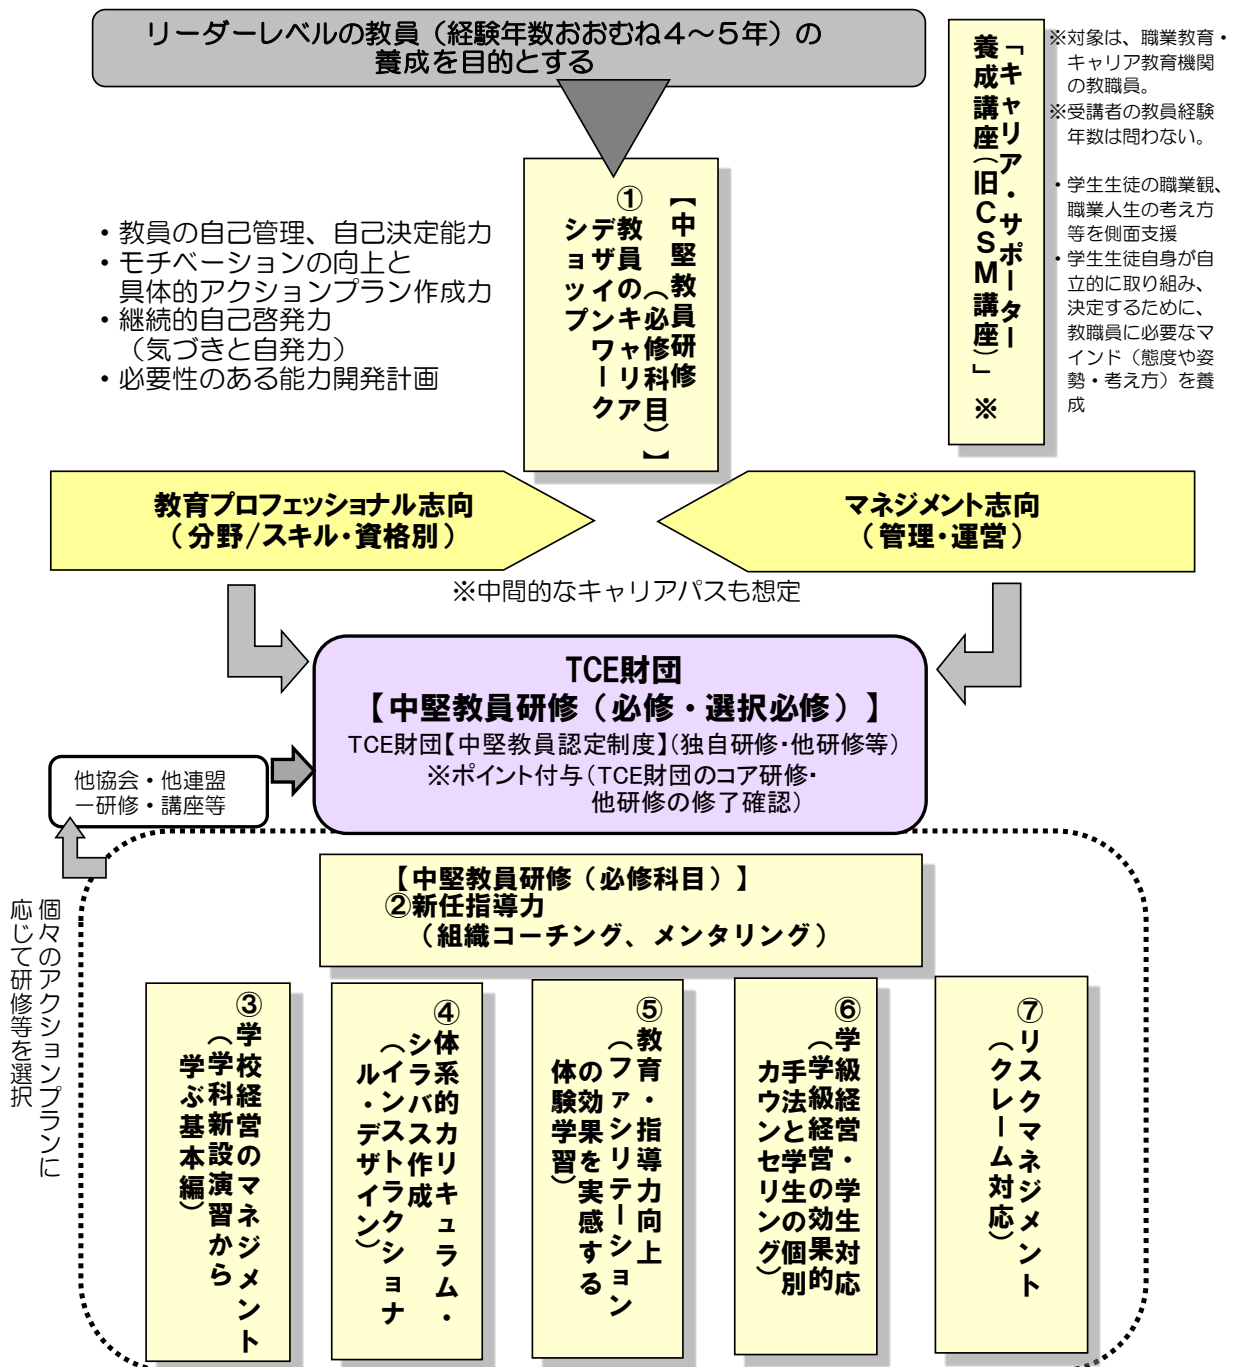 リーダーレベルの教員（経験年数おおむね４～５年）の
養成を目的とする
「キャリア・サポーター
養成講座（旧ＣＳＭ講座）」※
※対象は、職業教育・
キャリア教育機関
の教職員。
※受講者の教員経験
年数は問わない。
・学生生徒の職業観、
職業人生の考え方
等を側面支援
・学生生徒自身が自
立的に取り組み、
決定するために、
教職員に必要なマ
インド（態度や姿
勢・考え方）を養
成
【中堅教員研修
（必修科目）】
①教員のキャリア
デザインワーク
ショップ
・教員の自己管理、自己決定能力
・モチベーションの向上と
具体的アクションプラン作成力
・継続的自己啓発力
（気づきと自発力）
・必要性のある能力開発計画
教育プロフェッショナル志向
（分野/スキル・資格別）
マネジメント志向
（管理・運営）
※中間的なキャリアパスも想定
TCE財団
【中堅教員研修（必修・選択必修）】
TCE財団【中堅教員認定制度】（独自研修・他研修等）
※ポイント付与（TCE財団のコア研修・
他研修の修了確認）
他協会・他連盟
ー研修・講座等
個々のアクションプランに
応じて研修等を選択
【中堅教員研修（必修科目）】
②新任指導力
（組織コーチング、メンタリング）
③学校経営のマネジメント
（学科新設演習から
学ぶ基本編）
④体系的カリキュラム・
シラバス作成
（インストラクショナ
ル・デザイン）
⑤教育・指導力向上
（ファシリテーション
の効果を実感する
体験学習）
⑥学級経営・学生対応
（学級経営の効果的
手法と学生の個別
カウンセリング）
⑦リスクマネジメント
（クレーム対応）